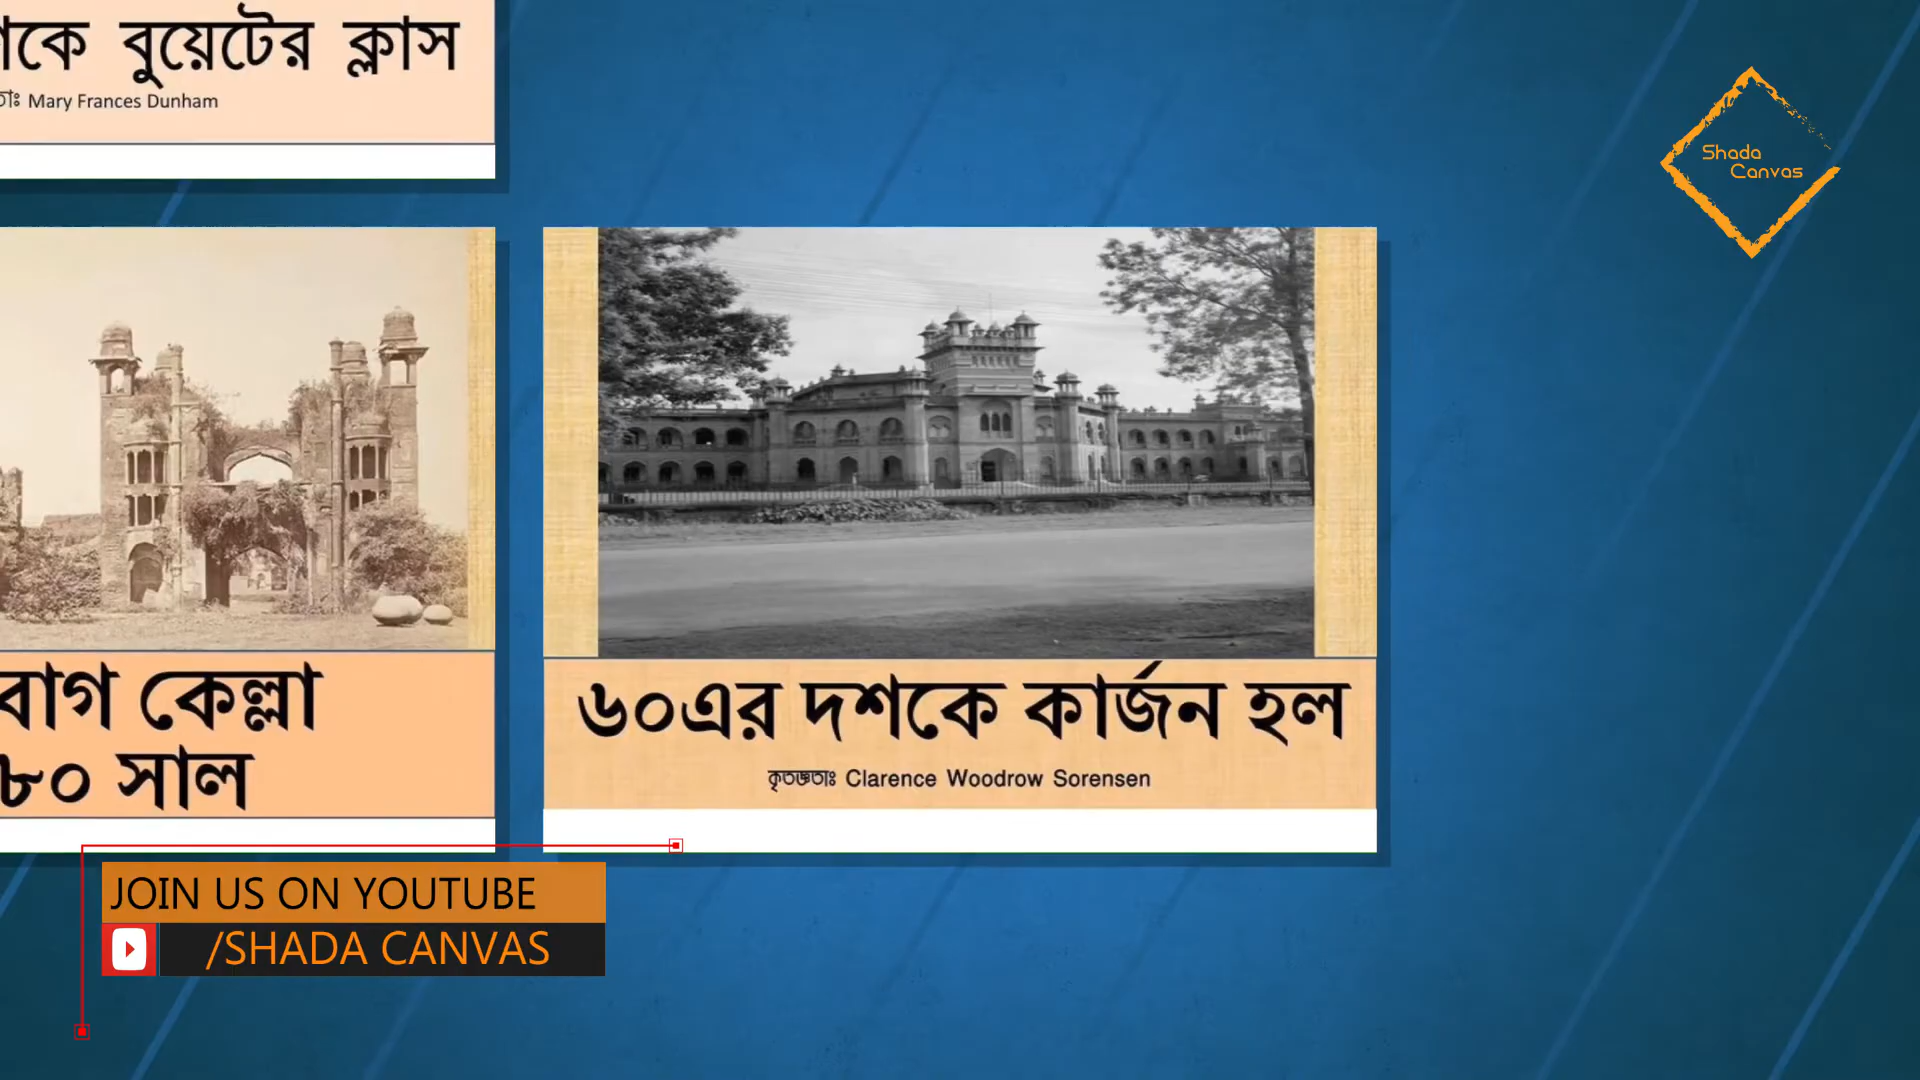 বুয়েটের ক্লাস
Mary Frances Dunham
Shada
Canvas
কেল্লা
সাল
৬০এর দশকে কার্জন হল
কৃতজ্ঞতাঃ Clarence Woodrow Sorensen
JOIN US ON YOUTUBE
/SHADA CANVAS